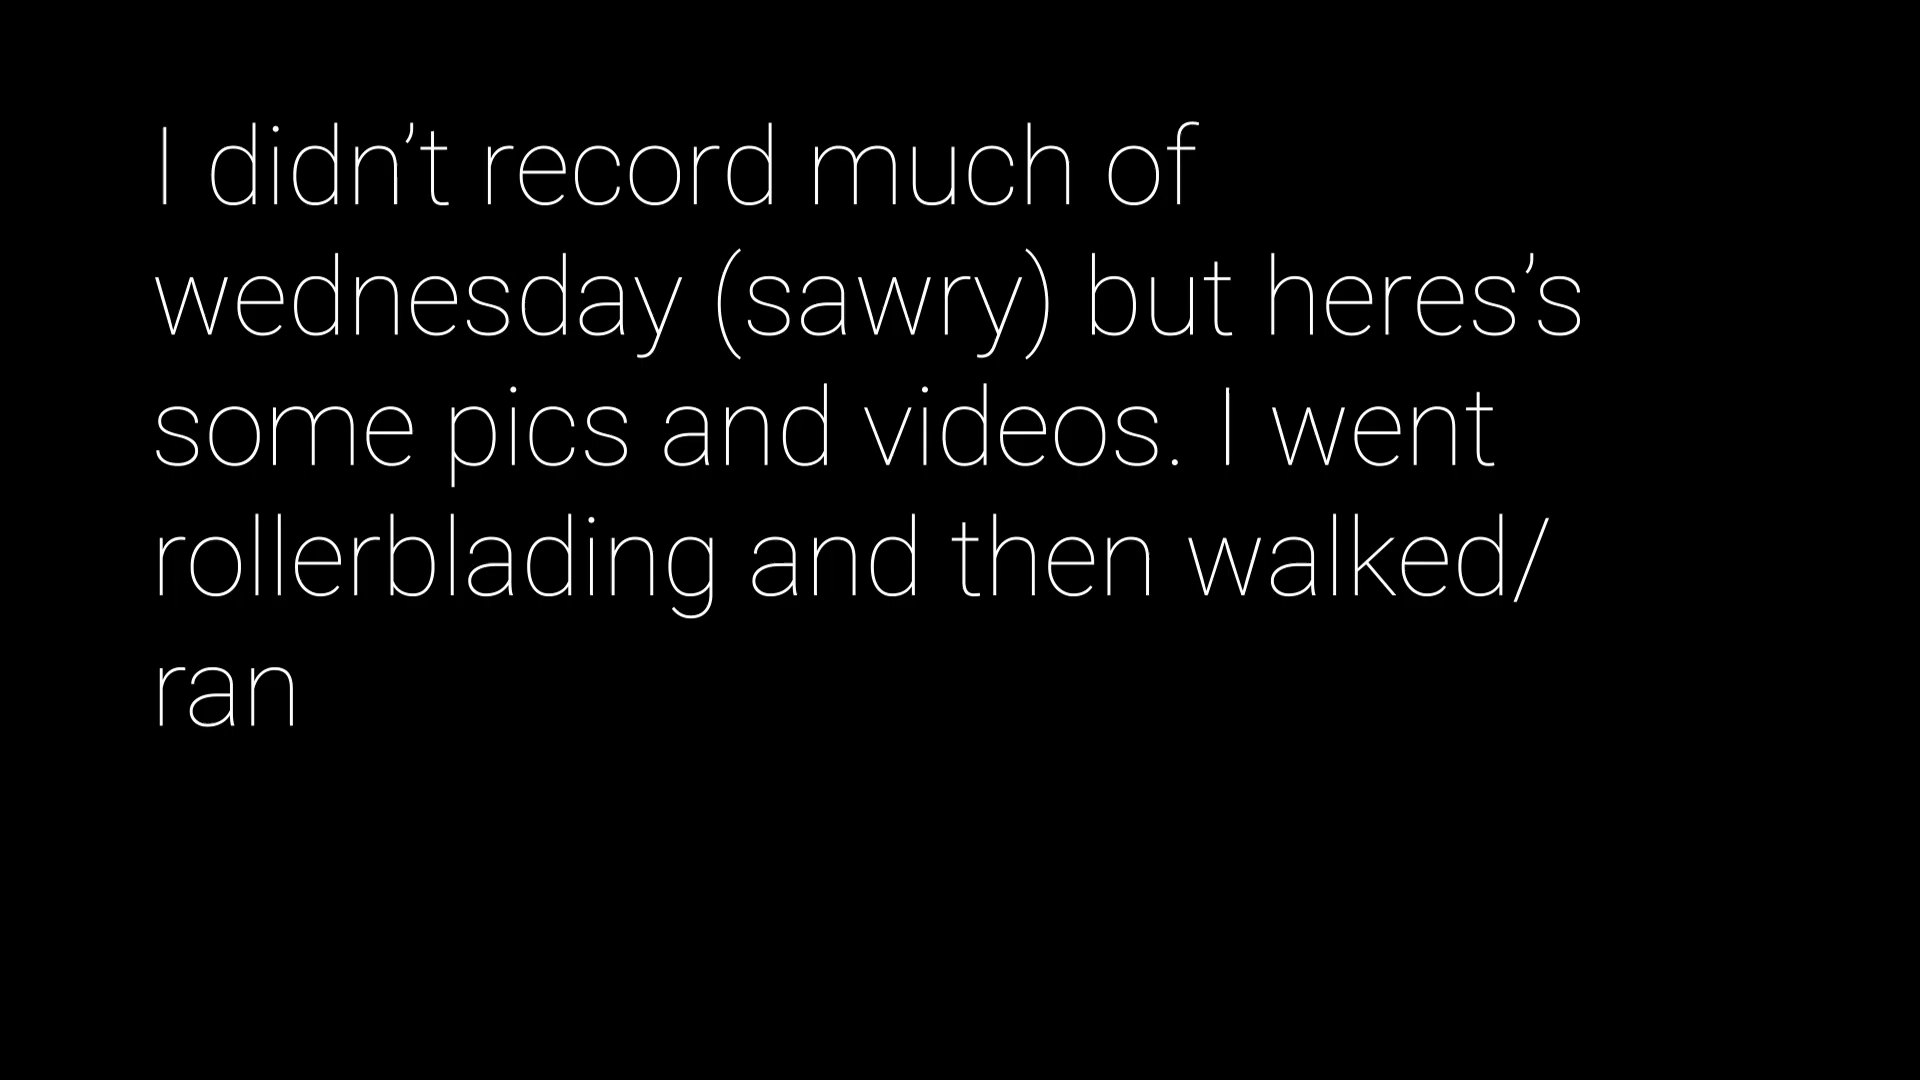 I didn’t record much of
wednesday (sawry) but heres’s
some pics and videos. I went
rollerblading and then walked/
ran